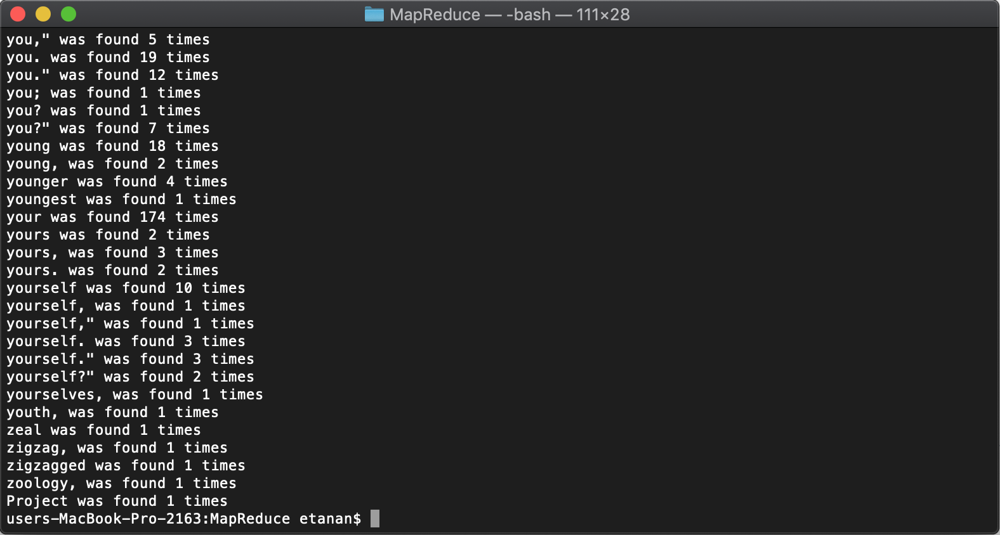 MapReduce — -bash — 111×28
you," was found 5 times
you. was found 19 times
you." was found 12 times
you; was found 1 times
you? was found 1 times
you?" was found 7 times
young was found 18 times
young, was found 2 times
younger was found 4 times
youngest was found 1 times
your was found 174 times
yours was found 2 times
yours, was found 3 times
yours. was found 2 times
yourself was found 10 times
yourself, was found 1 times
yourself," was found 1 times
yourself. was found 3 times
yourself." was found 3 times
yourself?" was found 2 times
yourselves, was found 1 times
youth, was found 1 times
zeal was found 1 times
zigzag, was found 1 times
zigzagged was found 1 times
zoology, was found 1 times
Project was found 1 times
users-MacBook-Pro-2163:MapReduce etanan$